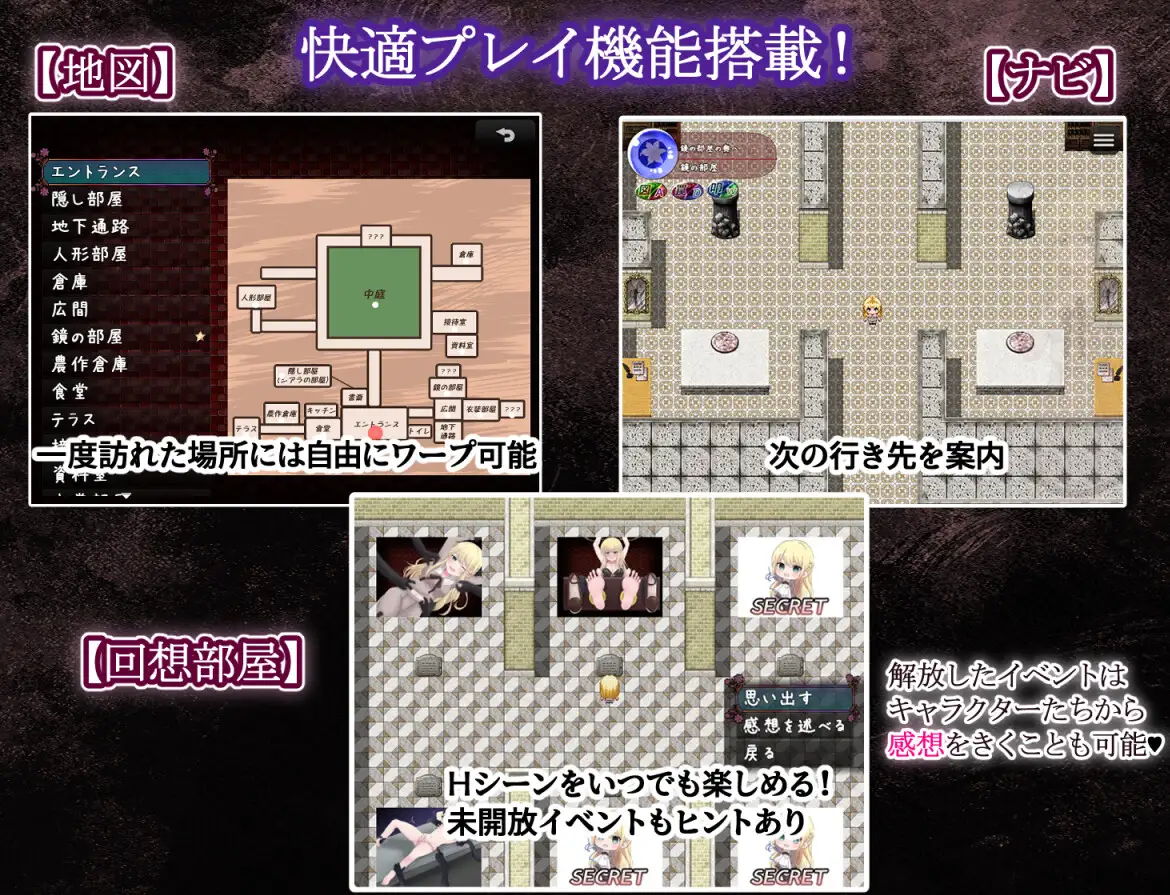 快適プレイ機能搭載！
【地図】
【ナビ】
エントランス
隠し部屋
地下通路
人形部屋
倉庫
広間
鏡の部屋
農作倉庫
食堂
テラス
資料室
???
倉庫
人形部屋
中庭
接待室
資料室
隠し部屋
(シアラの部屋)
???
鏡の部屋
書斎
農作倉庫
キッチン
広間
衣装部屋
???
テラス
食堂
エントランス
トイレ
地下
通路
一度訪れた場所には自由にワープ可能
鏡の部屋の奥へ
鏡の部屋
次の行き先を案内
【回想部屋】
SECRET
思い出す
感想を述べる
戻る
Hシーンをいつでも楽しめる！
未開放イベントもヒントあり
SECRET
SECRET
解放したイベントは
キャラクターたちから
感想をきくことも可能♥